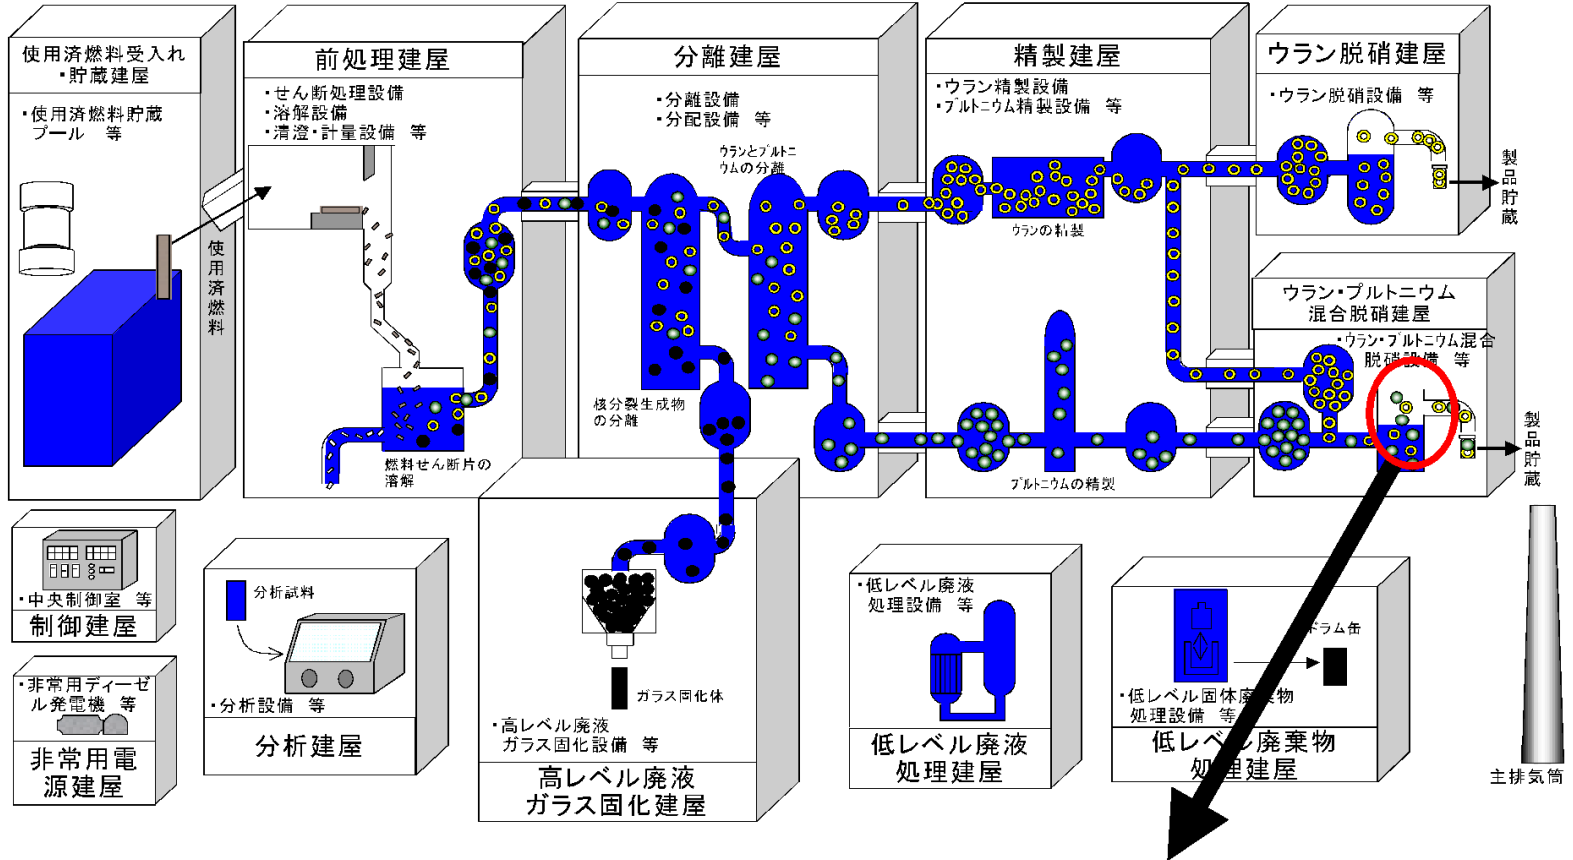 使用済燃料受入れ
・貯蔵建屋
・使用済燃料貯蔵
プール　等
使用済燃料
前処理建屋
・せん断処理設備
・溶解設備
・清澄・計量設備　等
燃料せん断片の
溶解
分離建屋
・分離設備
・分配設備　等
ウランとプルトニ
ウムの分離
核分裂生成物
の分離
精製建屋
・ウラン精製設備
・プルトニウム精製設備　等
ウランの精製
プルトニウムの精製
ウラン脱硝建屋
・ウラン脱硝設備　等
製品貯蔵
ウラン・プルトニウム
混合脱硝建屋
・ウラン・プルトニウム混合
脱硝設備　等
製品貯蔵
・中央制御室　等
制御建屋
・非常用ディーゼ
ル発電機　等
非常用電
源建屋
分析試料
・分析設備　等
分析建屋
ガラス固化体
・高レベル廃液
ガラス固化設備　等
高レベル廃液
ガラス固化建屋
・低レベル廃液
処理設備　等
低レベル廃液
処理建屋
ドラム缶
・低レベル固体廃棄物
処理設備　等
低レベル廃棄物
処理建屋
主排気筒